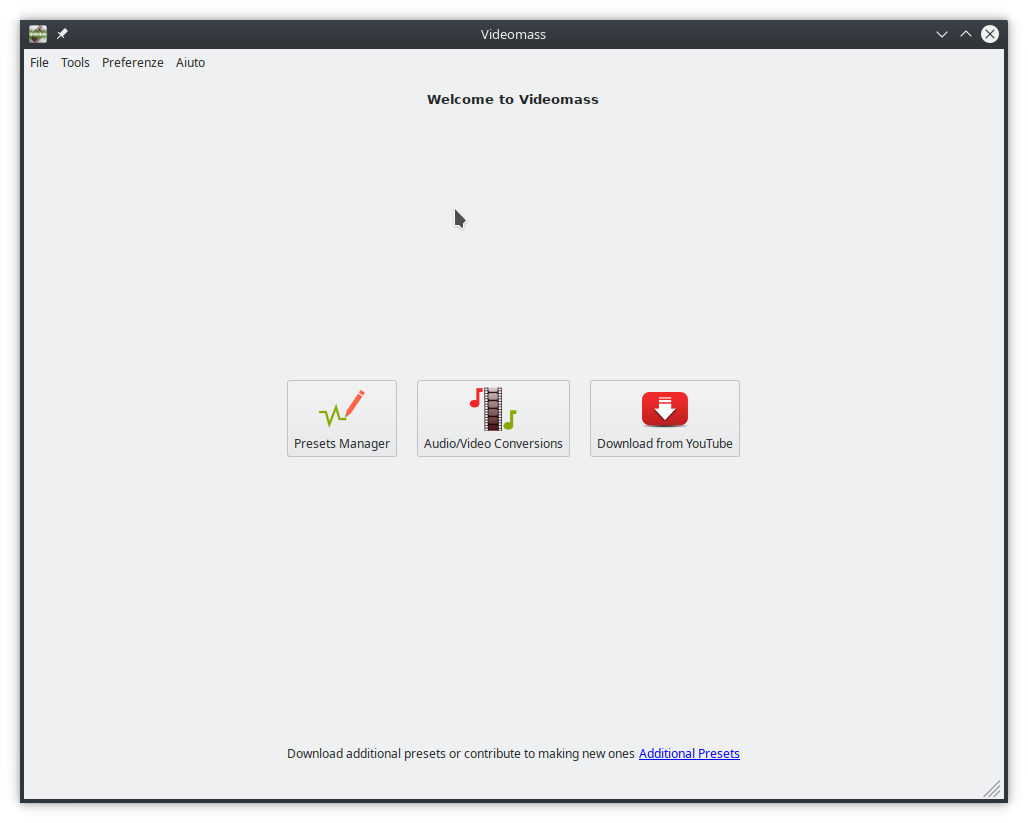 Videomass
File Tools Preferenze Aiuto
Welcome to Videomass
Presets Manager
Audio/Video Conversions
Download from YouTube
Download additional presets or contribute to making new ones Additional Presets